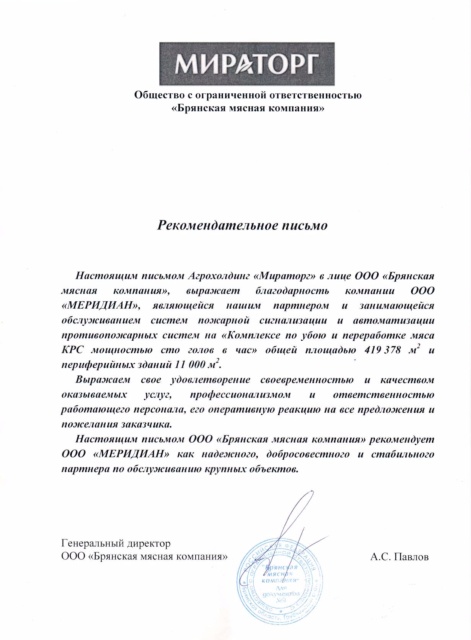 МИРАТОРГ
Общество с ограниченной ответственностью
«Брянская мясная компания»
Рекомендательное письмо
Настоящим письмом Агрохолдинг «Мираторг» в лице ООО «Брянская
мясная компания», выражает благодарность компании ООО
«МЕРИДИАН», являющейся нашим партнером и занимающейся
обслуживанием систем пожарной сигнализации и автоматизации
противопожарных систем на «Комплексе по убою и переработке мяса
КРС мощностью сто голов в час» общей площадью 419 378 м² и
периферийных зданий 11 000 м².
Выражаем свое удовлетворение своевременностью и качеством
оказываемых услуг, профессионализмом и ответственностью
работающего персонала, его оперативную реакцию на все предложения и
пожелания заказчика.
Настоящим письмом ООО «Брянская мясная компания» рекомендует
ООО «МЕРИДИАН» как надежного, добросовестного и стабильного
партнера по обслуживанию крупных объектов.
Генеральный директор
ООО «Брянская мясная компания»
А.С. Павлов
Брянская
мясная
компания
Для
документов